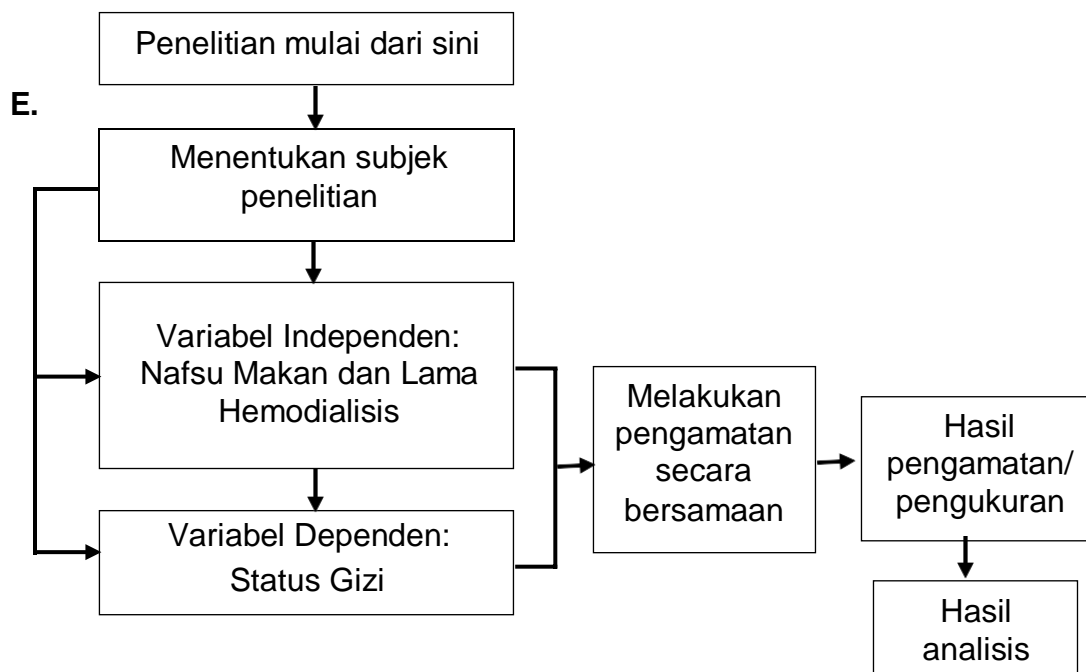 Penelitian mulai dari sini
E.
Menentukan subjek
penelitian
Variabel Independen:
Nafsu Makan dan Lama
Hemodialisis
Variabel Dependen:
Status Gizi
Melakukan
pengamatan
secara
bersamaan
Hasil
pengamatan/
pengukuran
Hasil
analisis